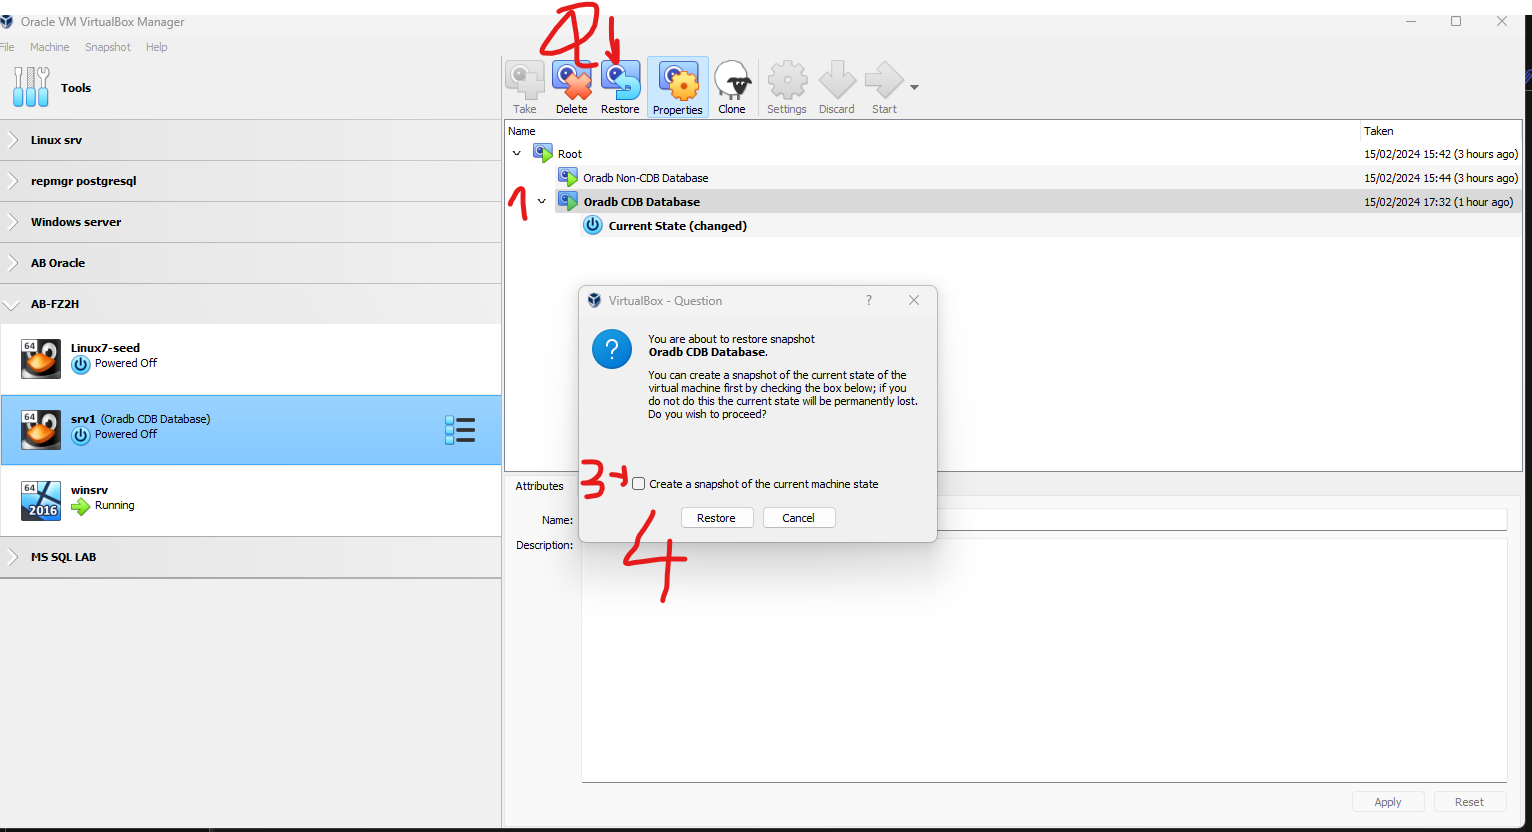 Oracle VM VirtualBox Manager
File Machine Snapshot Help
2
Tools
Take Delete Restore Properties Clone Settings Discard Start
Name Taken
Linux srv
Root 15/02/2024 15:42 (3 hours ago)
repmgr postgresql
Oradb Non-CDB Database 15/02/2024 15:44 (3 hours ago)
1
Oradb CDB Database 15/02/2024 17:32 (1 hour ago)
Windows server
Current State (changed)
AB Oracle
AB-FZ2H
64
Linux7-seed
Powered Off
64
srv1 (Oradb CDB Database)
Powered Off
64
2016
winsrv
Running
MS SQL LAB
VirtualBox - Question ?
?
You are about to restore snapshot
Oradb CDB Database.
You can create a snapshot of the current state of the
virtual machine first by checking the box below; if you
do not do this the current state will be permanently lost.
Do you wish to proceed?
3
Create a snapshot of the current machine state
4
Restore Cancel
Attributes
Name:
Description:
Apply Reset